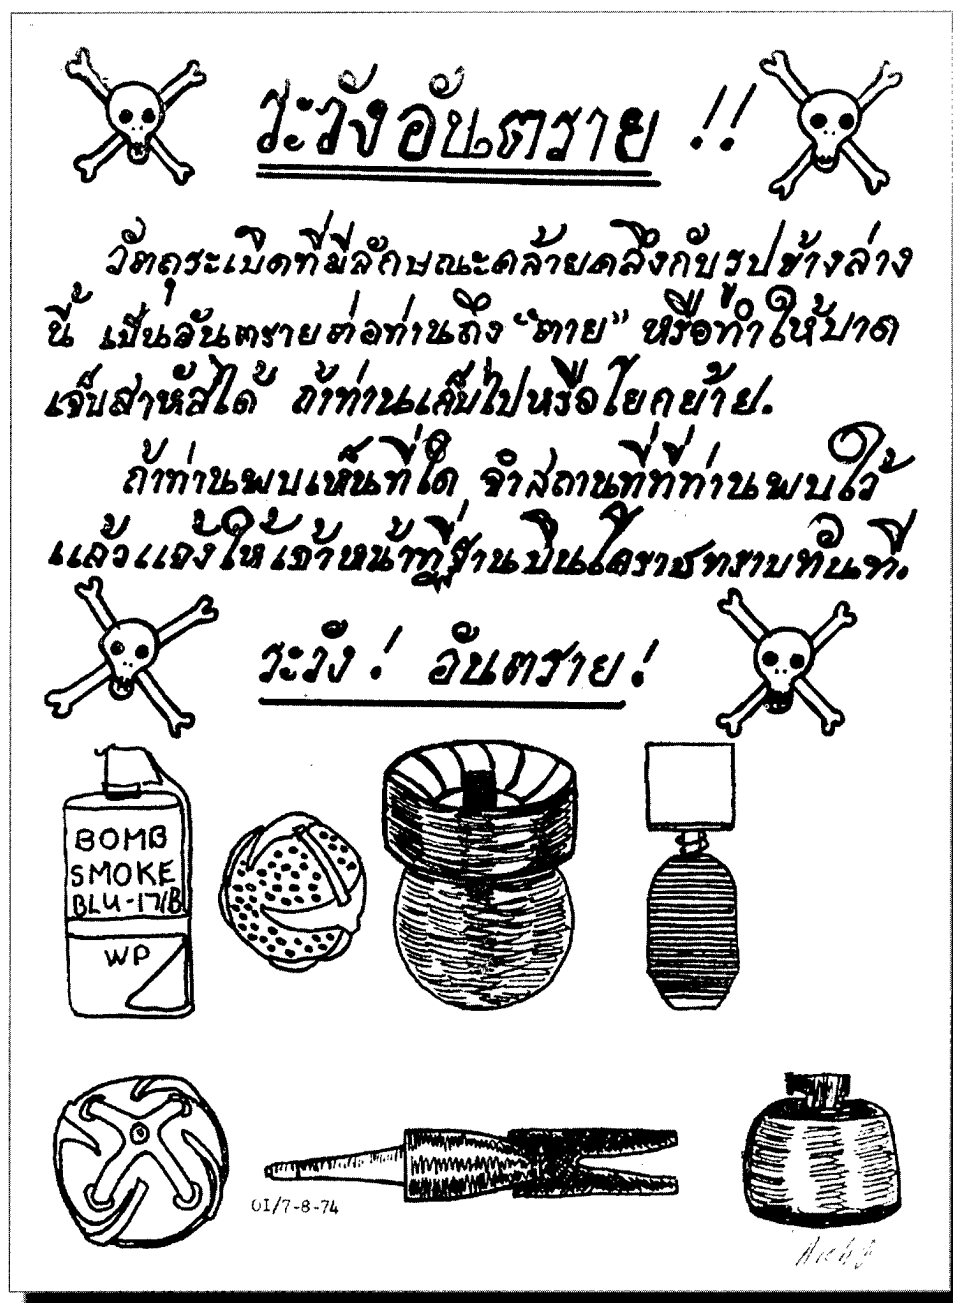 ระวังอันตราย !!
วัตถุระเบิดที่มีลักษณะคล้ายคลึงกับรูปข้างล่าง
นี้ เป็นอันตรายต่อท่านถึง "ตาย" หรือทำให้บาด
เจ็บสาหัสได้ ถ้าท่านเก็บไปหรือโยกย้าย.
ถ้าท่านพบเห็นที่ใด จำสถานที่ที่ท่านพบไว้
แล้วแจ้งให้เจ้าหน้าที่ฐานบินโคราชทราบทันที.
ระวัง! อันตราย!
BOMB
SMOKE
BLU-17/B
WP
OI/7-8-74